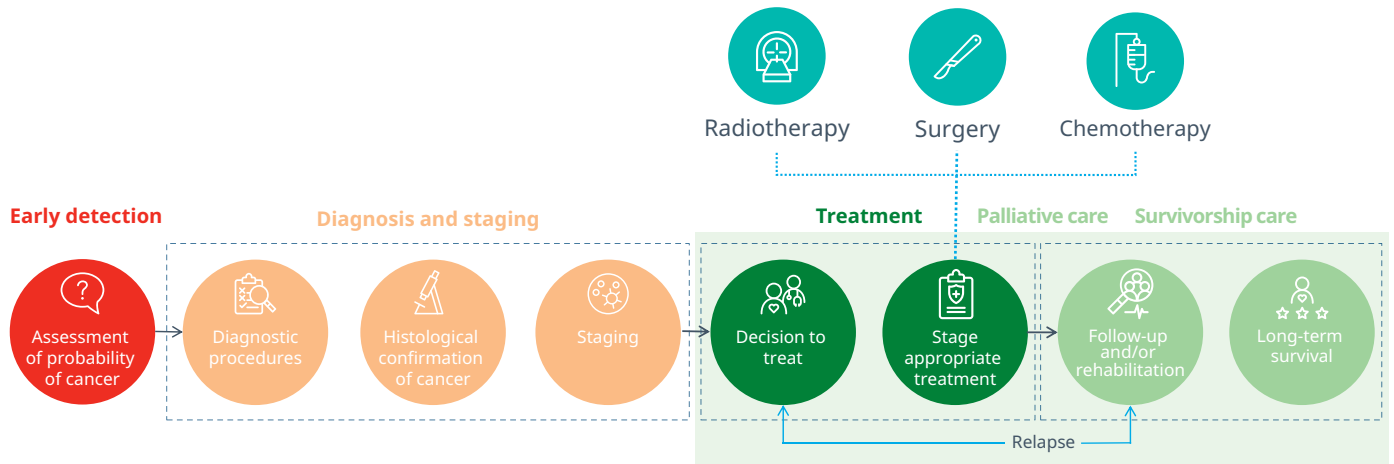 Radiotherapy
Surgery
Chemotherapy
Early detection
Diagnosis and staging
Treatment
Palliative care
Survivorship care
Assessment
of probability
of cancer
Diagnostic
procedures
Histological
confirmation
of cancer
Staging
Decision to
treat
Stage
appropriate
treatment
Follow-up
and/or
rehabilitation
Long-term
survival
Relapse